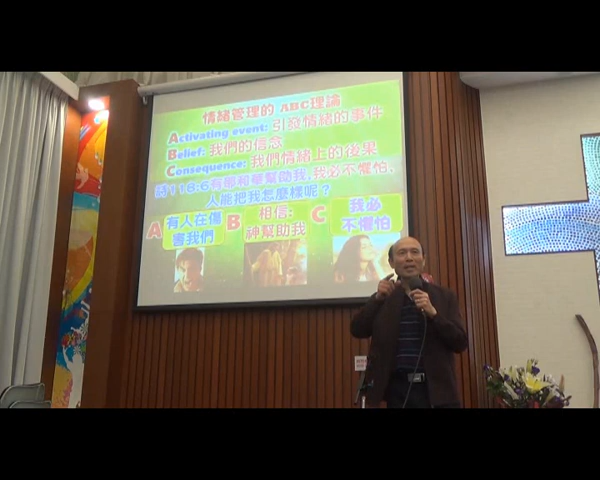 情緒管理的 ABC理論
Activating event: 引發情緒的事件
Belief: 我們的信念
Consequence: 我們情緒上的後果
詩118:6有耶和華幫助我,我必不懼怕.
人能把我怎麼樣呢？
A 有人在傷害我們
B 相信: 神幫助我
C 我必不懼怕